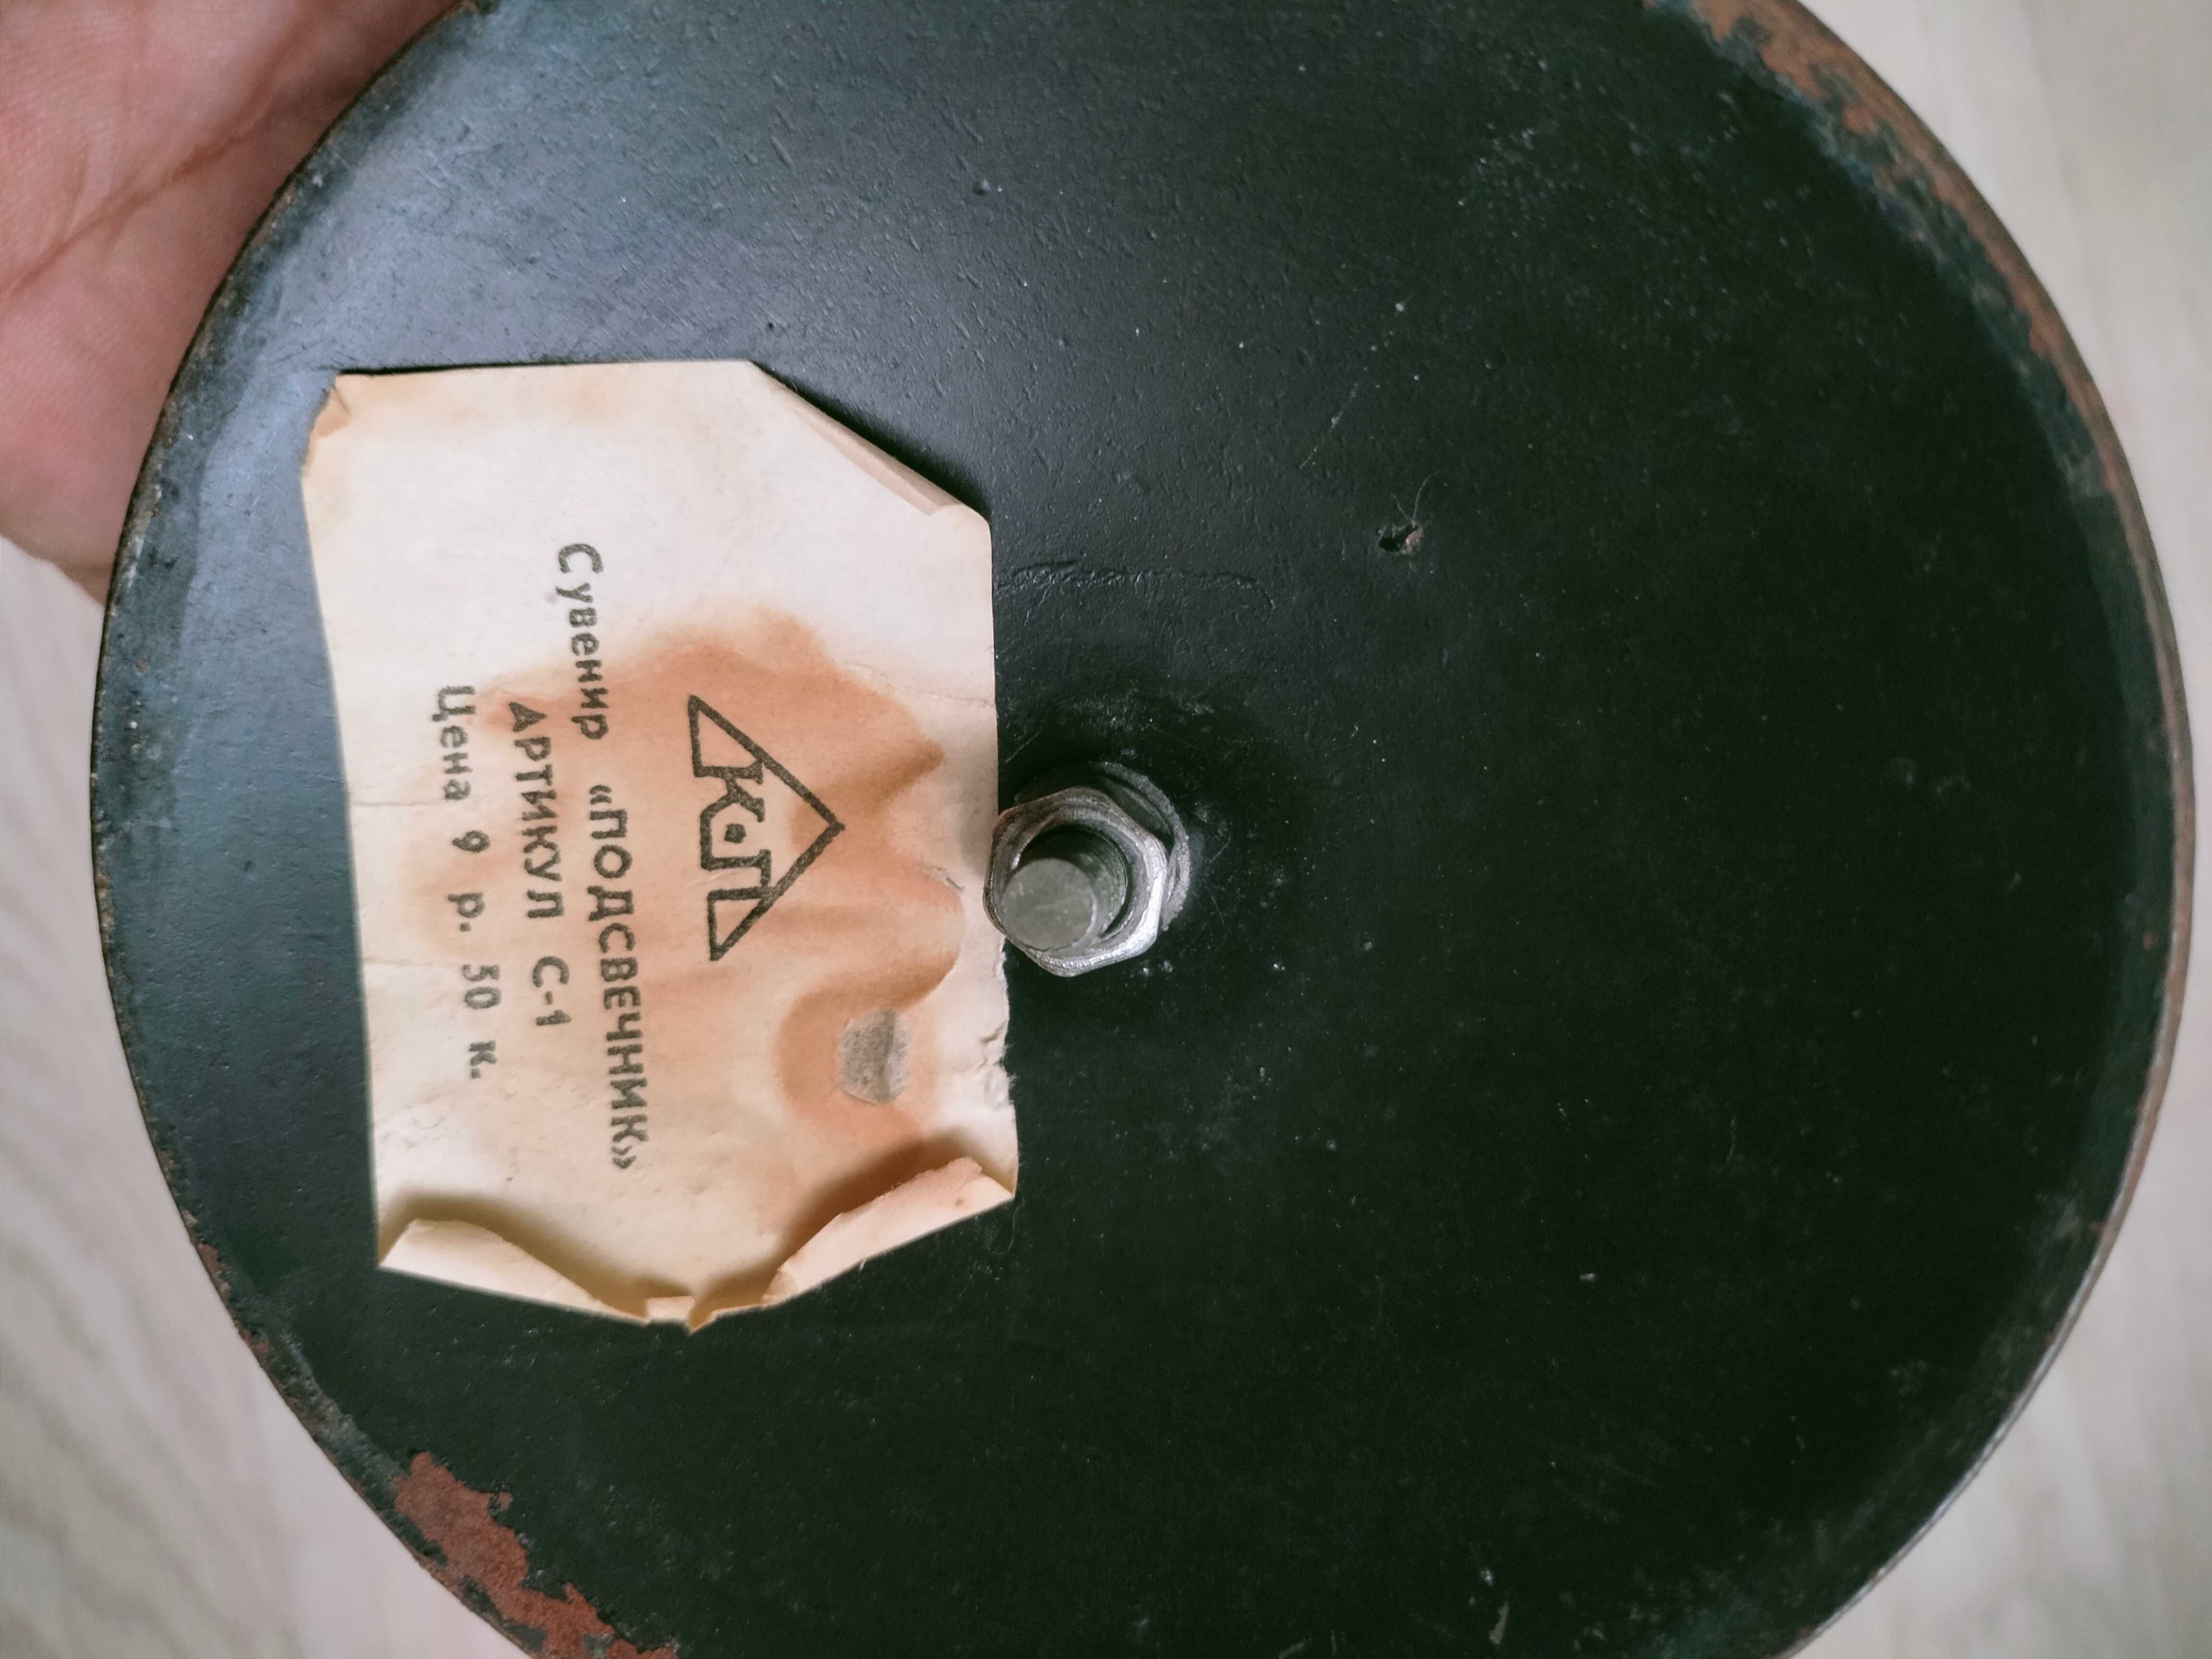 К·П
Сувенир «ПОДСВЕЧНИК»
АРТИКУЛ С-1
Цена 9 р. 50 к.